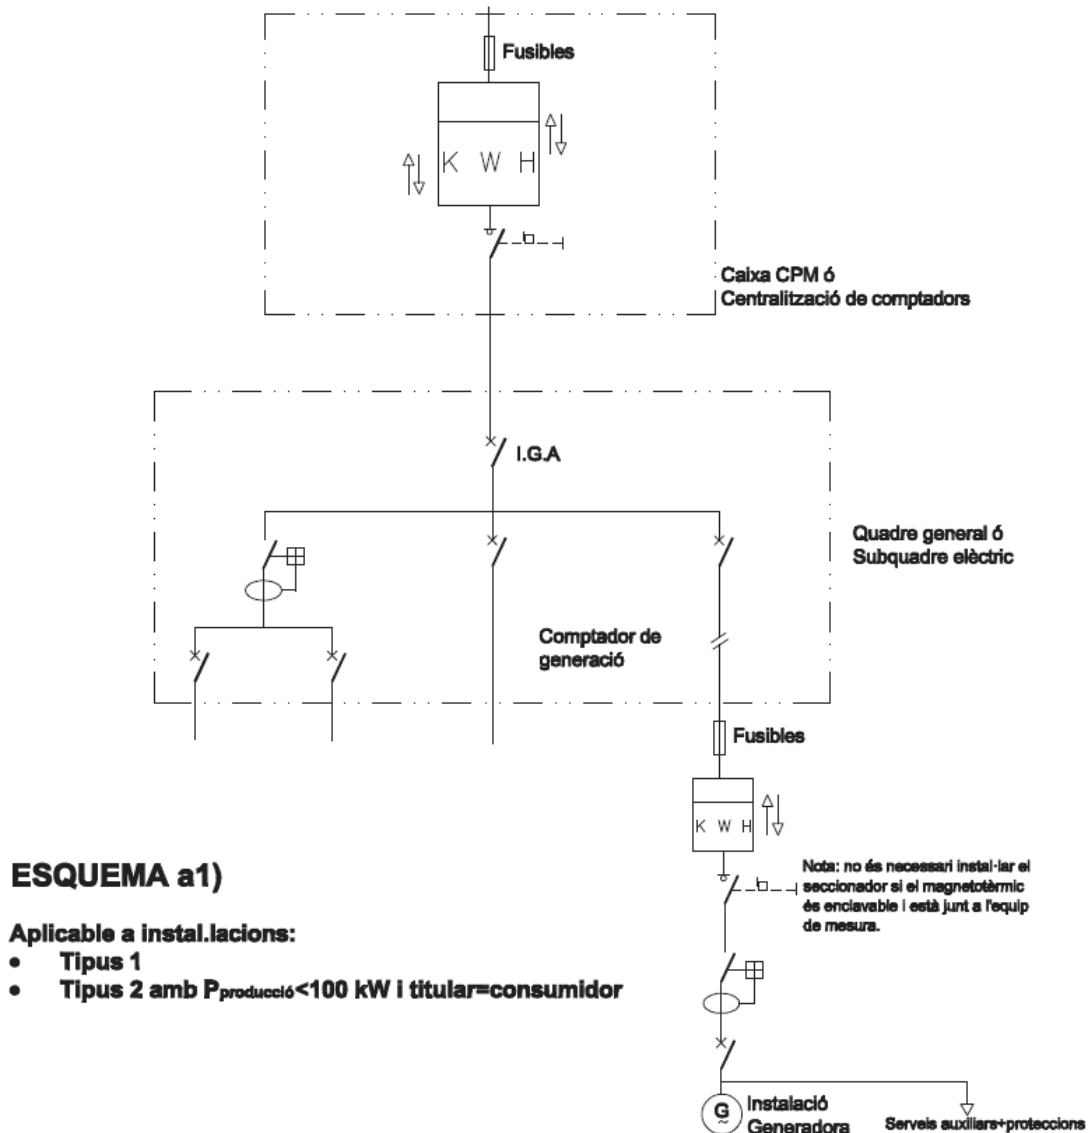 Fusibles
K W H
Caixa CPM ó
Centralització de comptadors
I.G.A
Quadre general ó
Subquadre elèctric
Comptador de
generació
Fusibles
K W H
Nota: no és necessari instal·lar el
seccionador si el magnetotèrmic
és enclavable i està junt a l'equip
de mesura.
ESQUEMA a1)
Aplicable a instal.lacions:
• Tipus 1
• Tipus 2 amb Pproducció<100 kW i titular=consumidor
G
~
Instalació
Generadora
Serveis auxiliars+proteccions